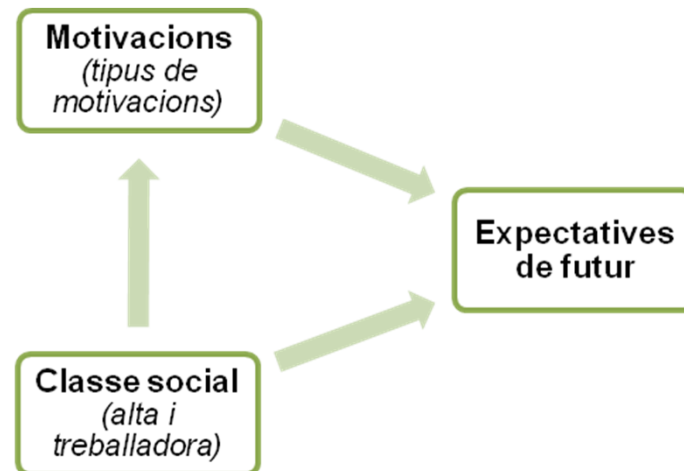 Motivacions
(tipus de
motivacions)
Expectatives
de futur
Classe social
(alta i
treballadora)